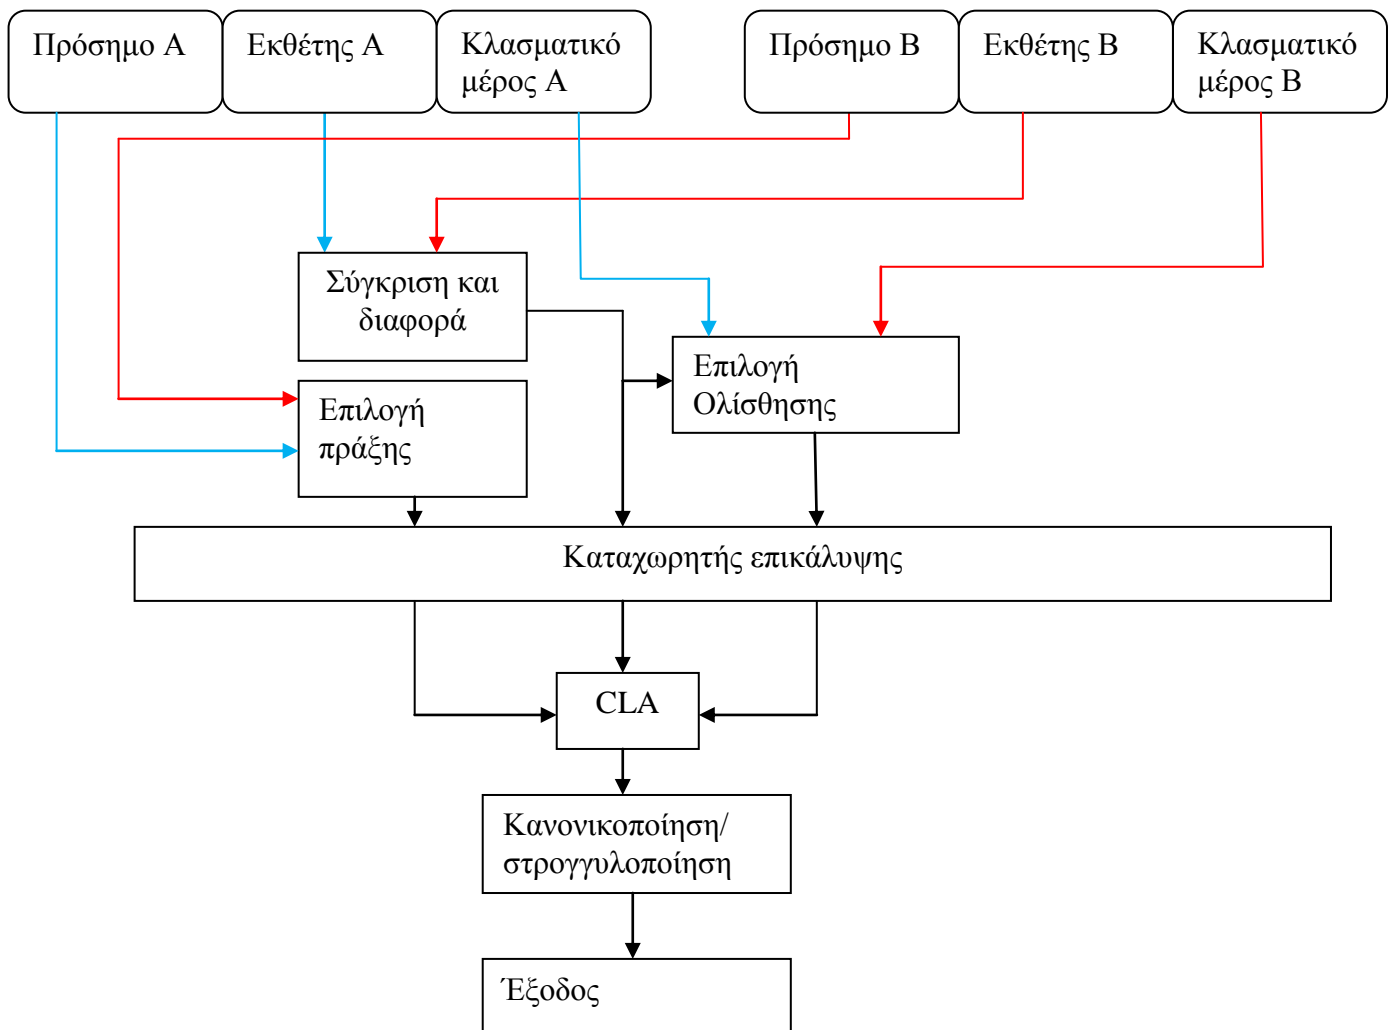 Πρόσημο Α
Εκθέτης Α
Κλασματικό
μέρος Α
Πρόσημο Β
Εκθέτης Β
Κλασματικό
μέρος Β
Σύγκριση και
διαφορά
Επιλογή
Ολίσθησης
Επιλογή
πράξης
Καταχωρητής επικάλυψης
CLA
Κανονικοποίηση/
στρογγυλοποίηση
Έξοδος